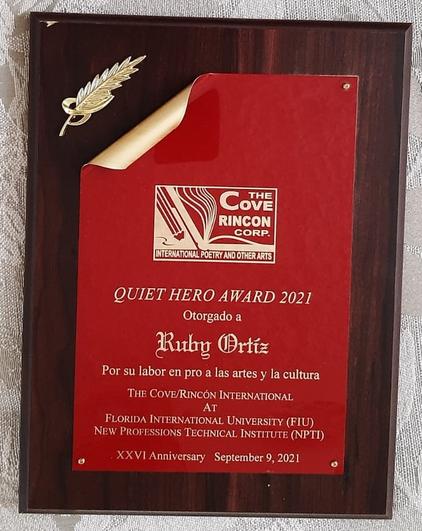 THE
COVE
RINCON
CORP.
INTERNATIONAL POETRY AND OTHER ARTS
QUIET HERO AWARD 2021
Otorgado a
Ruby Ortíz
Por su labor en pro a las artes y la cultura
THE COVE/RINCÓN INTERNATIONAL
AT
FLORIDA INTERNATIONAL UNIVERSITY (FIU)
NEW PROFESSIONS TECHNICAL INSTITUTE (NPTI)
XXVI Anniversary September 9, 2021